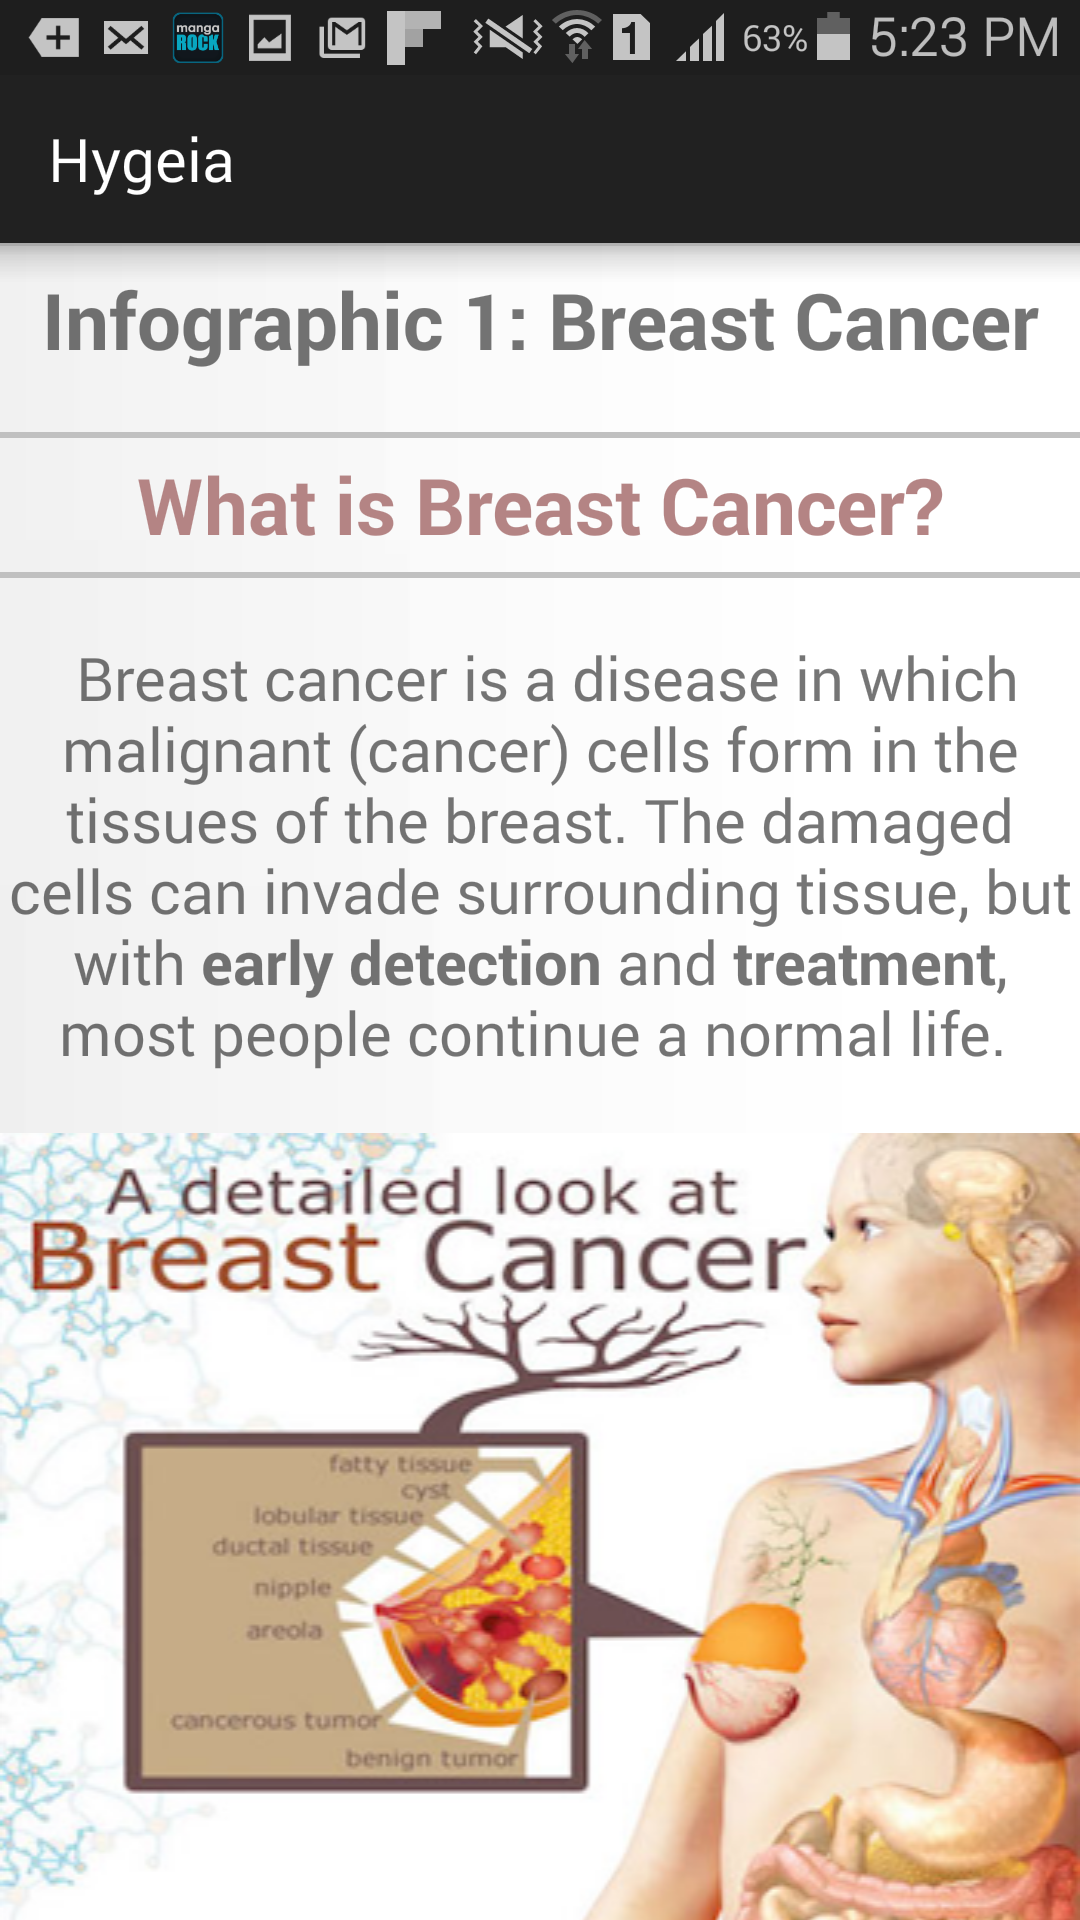 manga
ROCK
1
63%
5:23 PM
Hygeia
Infographic 1: Breast Cancer
What is Breast Cancer?
Breast cancer is a disease in which
malignant (cancer) cells form in the
tissues of the breast. The damaged
cells can invade surrounding tissue, but
with early detection and treatment,
most people continue a normal life.
A detailed look at
Breast Cancer
fatty tissue
cyst
lobular tissue
ductal tissue
nipple
areola
cancerous tumor
benign tumor